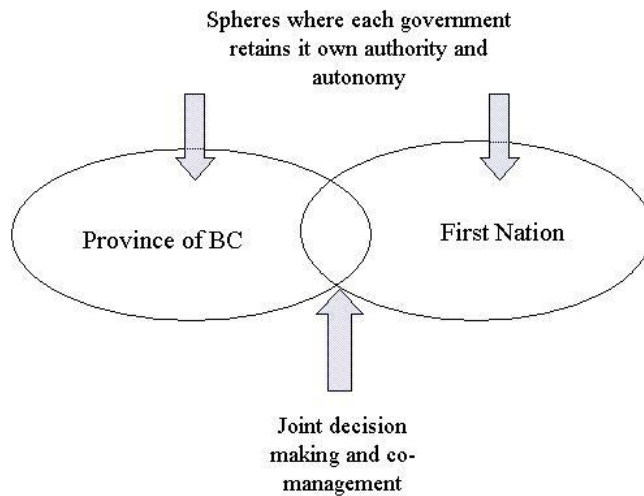 Spheres where each government
retains it own authority and
autonomy
Province of BC
First Nation
Joint decision
making and co-
management